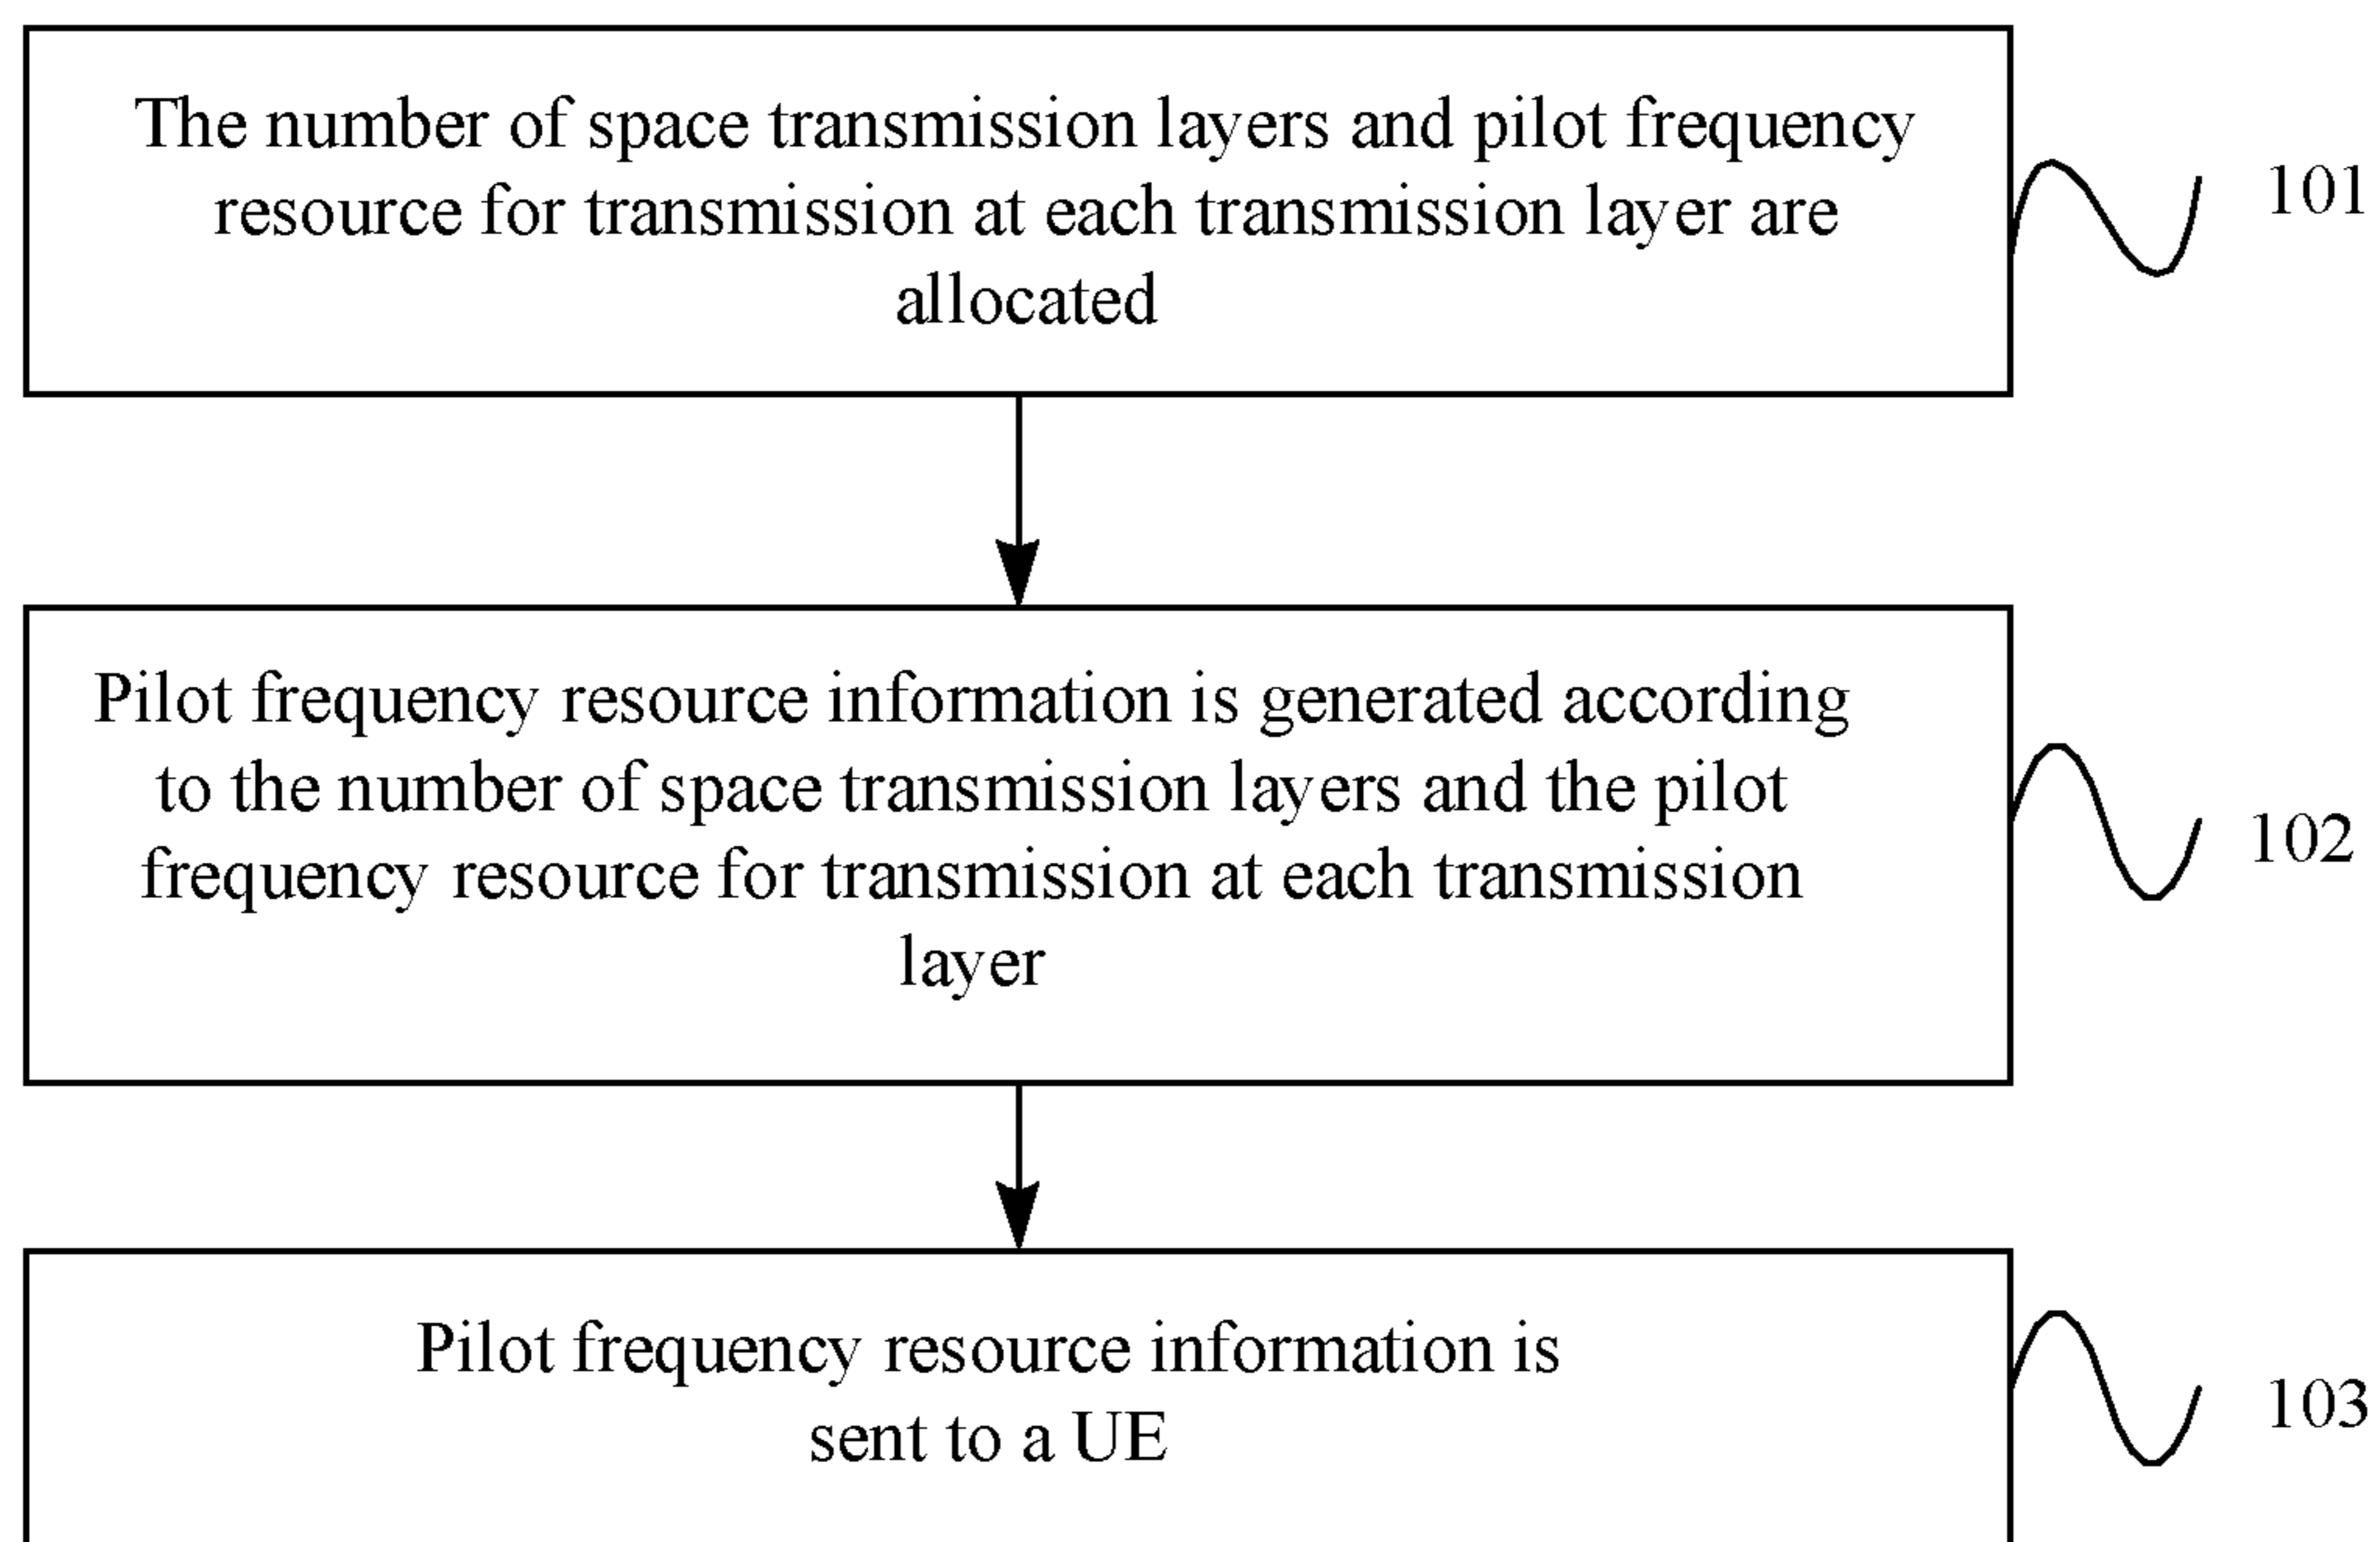 The number of space transmission layers and pilot frequency
resource for transmission at each transmission layer are
allocated
101
Pilot frequency resource information is generated according
to the number of space transmission layers and the pilot
frequency resource for transmission at each transmission
layer
102
Pilot frequency resource information is
sent to a UE
103